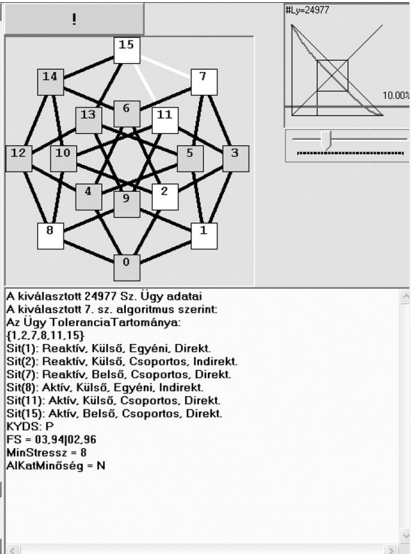 !
#Ly=24977
15
14
7
6
13
11
12
10
5
3
4
2
9
8
1
0
10.00%
A kiválasztott 24977 Sz. Ügy adatai
A kiválasztott 7. sz. algoritmus szerint:
Az Ügy ToleranciaTartománya:
{1,2,7,8,11,15}
Sit(1): Reaktív, Külső, Egyéni, Direkt.
Sit(2): Reaktív, Külső, Csoportos, Indirekt.
Sit(7): Reaktív, Belső, Csoportos, Direkt.
Sit(8): Aktív, Külső, Egyéni, Indirekt.
Sit(11): Aktív, Külső, Csoportos, Direkt.
Sit(15): Aktív, Belső, Csoportos, Direkt.
KYDS: P
FS = 03,94|02,96
MinStressz = 8
AlKatMinőség = N